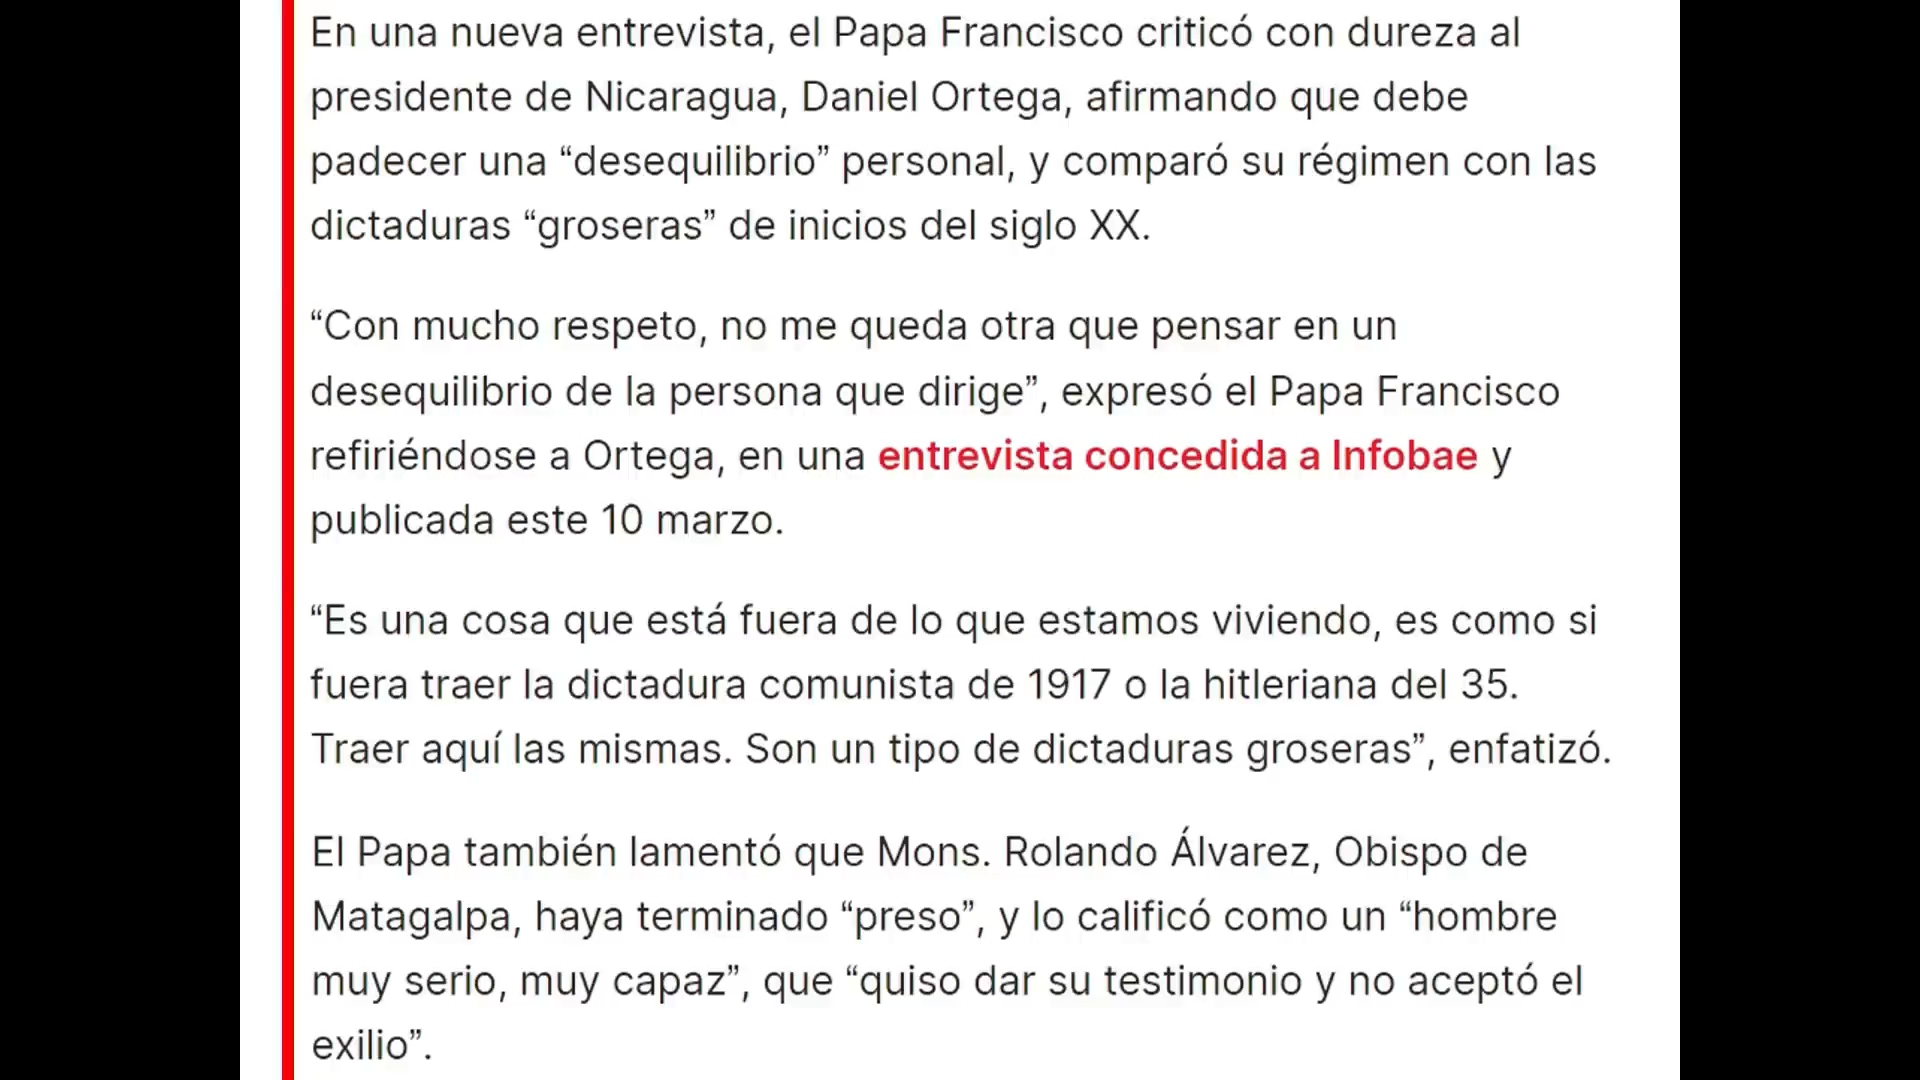 En una nueva entrevista, el Papa Francisco criticó con dureza al
presidente de Nicaragua, Daniel Ortega, afirmando que debe
padecer una “desequilibrio” personal, y comparó su régimen con las
dictaduras “groseras” de inicios del siglo XX.
“Con mucho respeto, no me queda otra que pensar en un
desequilibrio de la persona que dirige”, expresó el Papa Francisco
refiriéndose a Ortega, en una entrevista concedida a Infobae y
publicada este 10 marzo.
“Es una cosa que está fuera de lo que estamos viviendo, es como si
fuera traer la dictadura comunista de 1917 o la hitleriana del 35.
Traer aquí las mismas. Son un tipo de dictaduras groseras”, enfatizó.
El Papa también lamentó que Mons. Rolando Álvarez, Obispo de
Matagalpa, haya terminado “preso”, y lo calificó como un “hombre
muy serio, muy capaz”, que “quiso dar su testimonio y no aceptó el
exilio”.